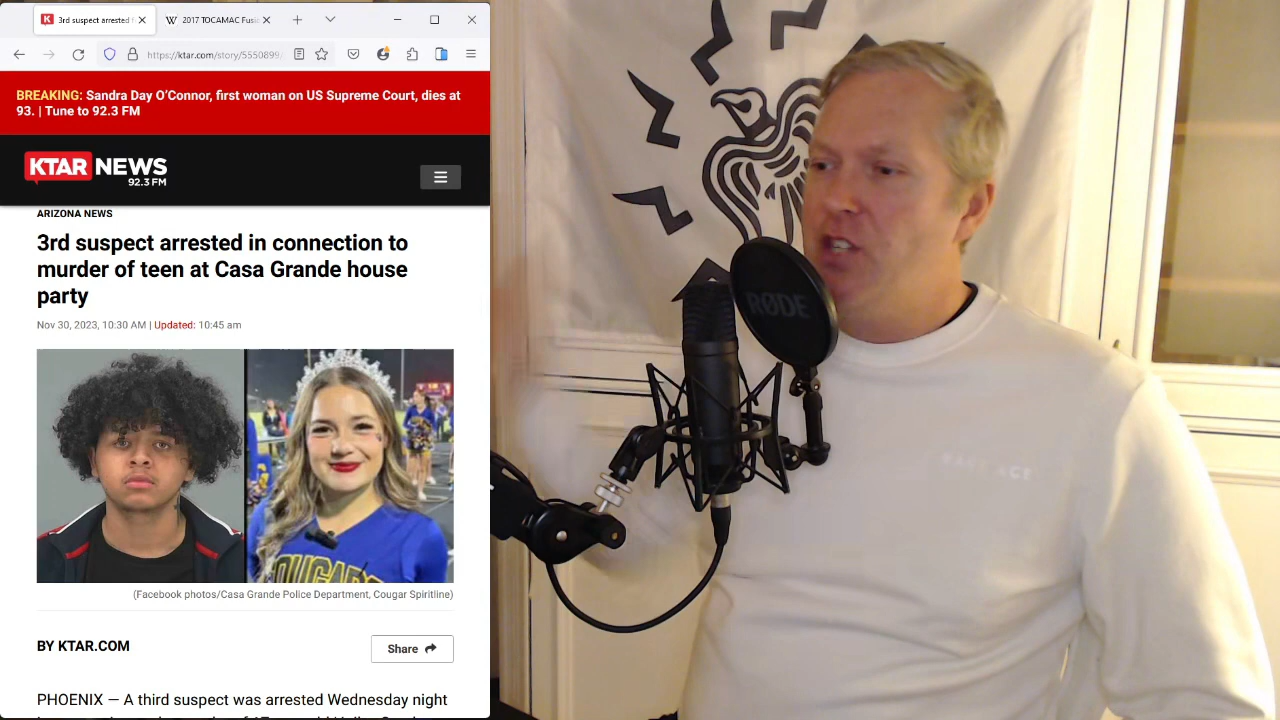 3rd suspect arrested
2017 TOCAMAC Fusi
https://ktar.com/story/5550899/
BREAKING: Sandra Day O'Connor, first woman on US Supreme Court, dies at
93. | Tune to 92.3 FM
KTAR NEWS
92.3 FM
ARIZONA NEWS
3rd suspect arrested in connection to
murder of teen at Casa Grande house
party
Nov 30, 2023, 10:30 AM | Updated: 10:45 am
COUGARS
(Facebook photos/Casa Grande Police Department, Cougar Spiritline)
BY KTAR.COM
Share
PHOENIX — A third suspect was arrested Wednesday night
RØDE